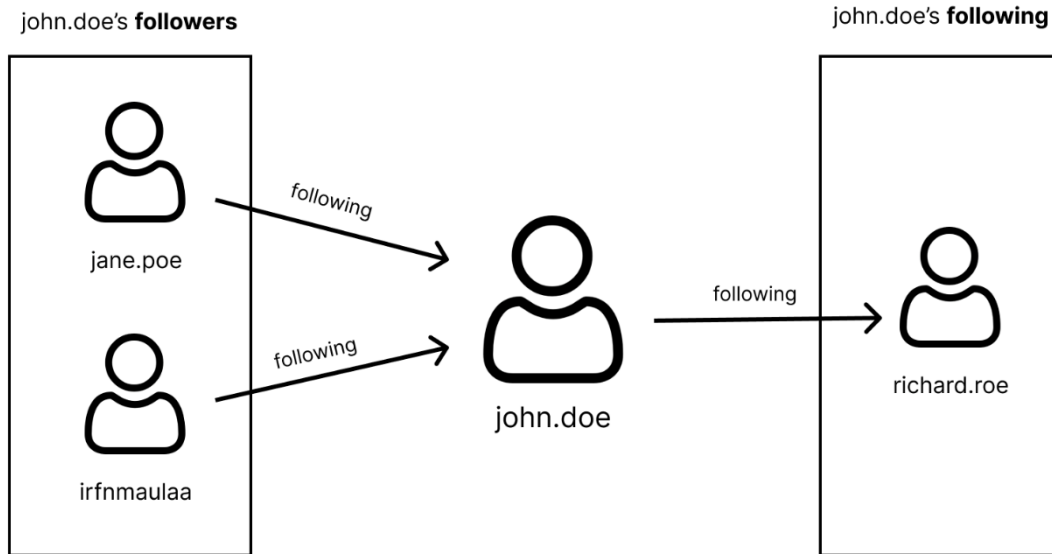 john.doe's followers
john.doe's following
following
jane.poe
following
irfnmaulaa
john.doe
following
richard.roe